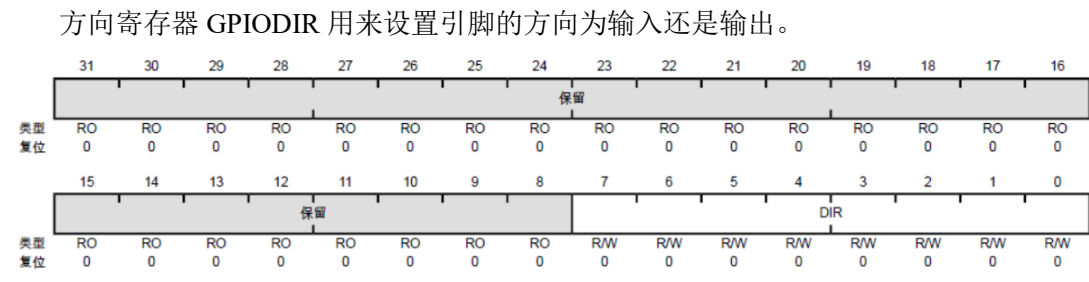 方向寄存器 GPIODIR 用来设置引脚的方向为输入还是输出。
31 30 29 28 27 26 25 24 23 22 21 20 19 18 17 16
保留
类型 RO RO RO RO RO RO RO RO RO RO RO RO RO RO RO RO
复位 0 0 0 0 0 0 0 0 0 0 0 0 0 0 0 0
15 14 13 12 11 10 9 8 7 6 5 4 3 2 1 0
保留 DIR
类型 RO RO RO RO RO RO RO RO R/W R/W R/W R/W R/W R/W R/W R/W
复位 0 0 0 0 0 0 0 0 0 0 0 0 0 0 0 0